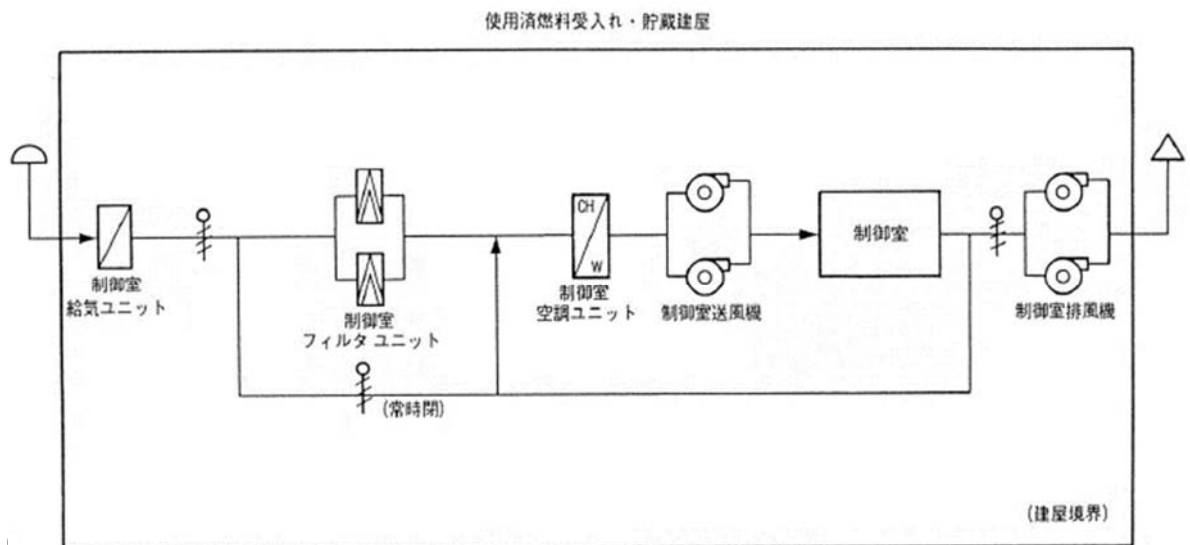 使用済燃料受入れ・貯蔵建屋
制御室
給気ユニット
制御室
フィルタ ユニット
(常時閉)
CH
W
制御室
空調ユニット
制御室送風機
制御室
制御室排風機
(建屋境界)